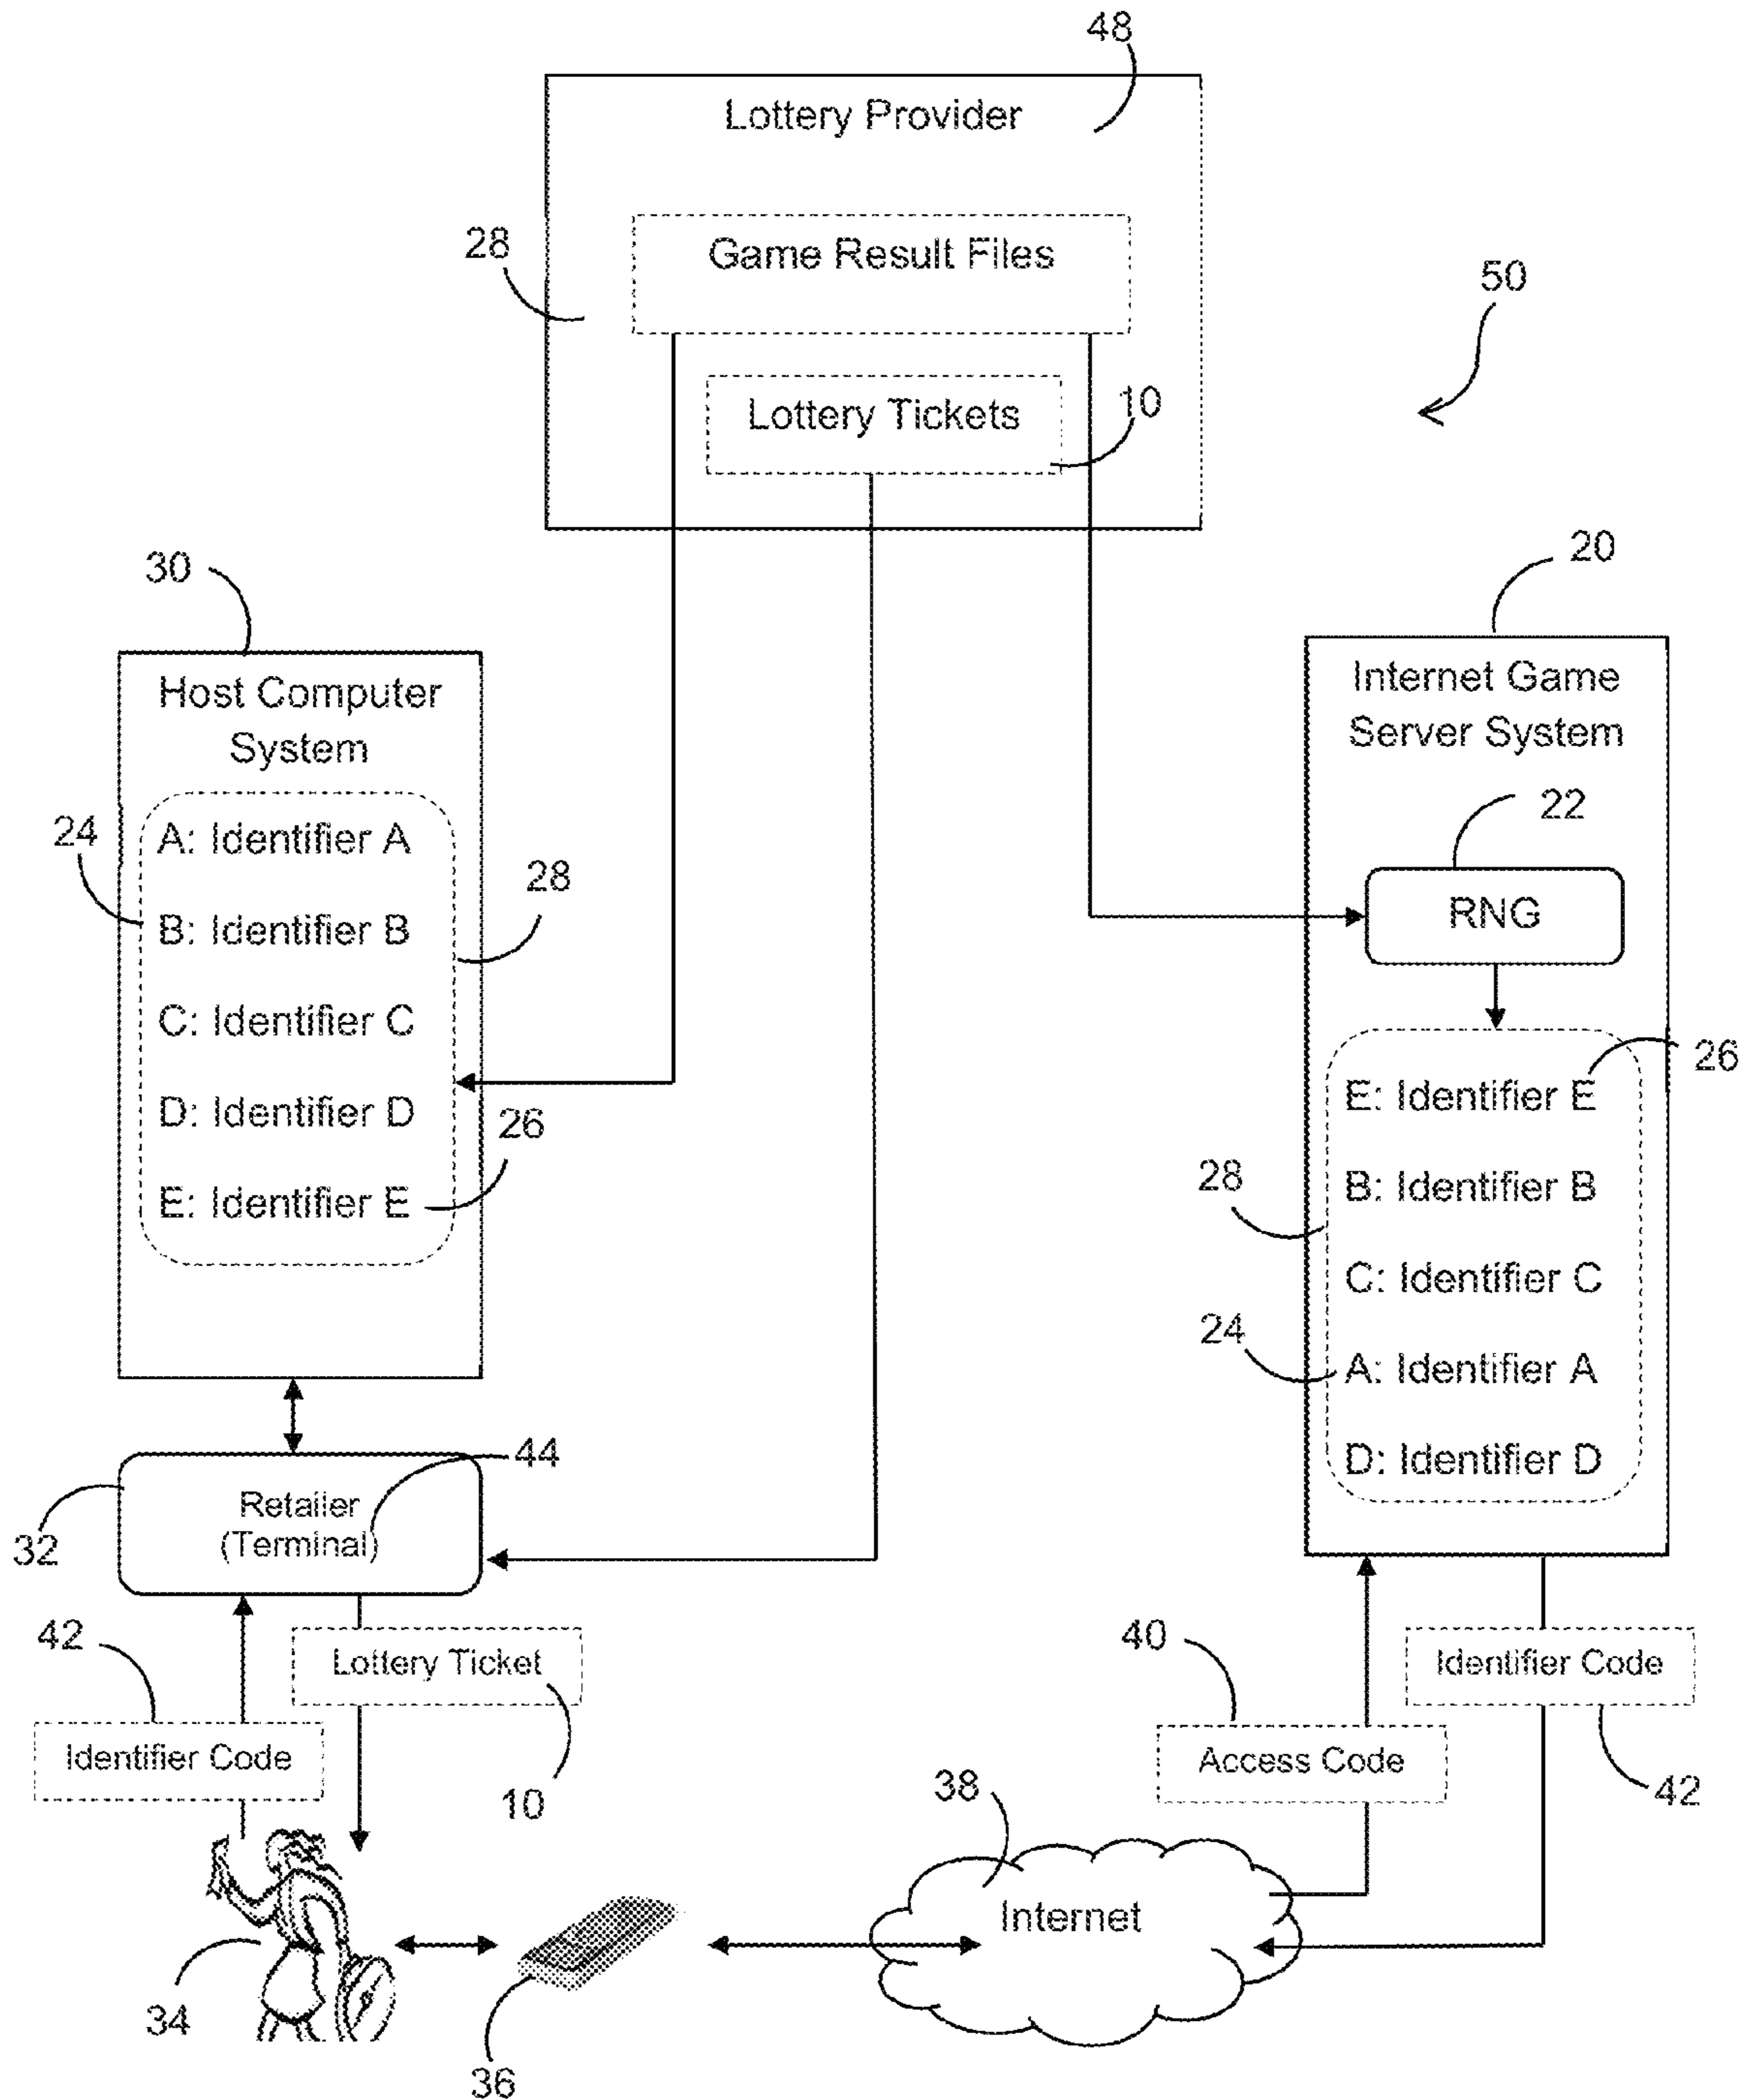 48
Lottery Provider
28
Game Result Files
50
Lottery Tickets
10
30
20
Host Computer
System
Internet Game
Server System
24
A: Identifier A
28
22
B: Identifier B
RNG
C: Identifier C
D: Identifier D
26
E: Identifier E
26
E: Identifier E
28
B: Identifier B
C: Identifier C
24
A: Identifier A
D: Identifier D
44
Retailer
(Terminal)
32
42
Lottery Ticket
40
Identifier Code
Identifier Code
10
Access Code
42
38
Internet
34
36